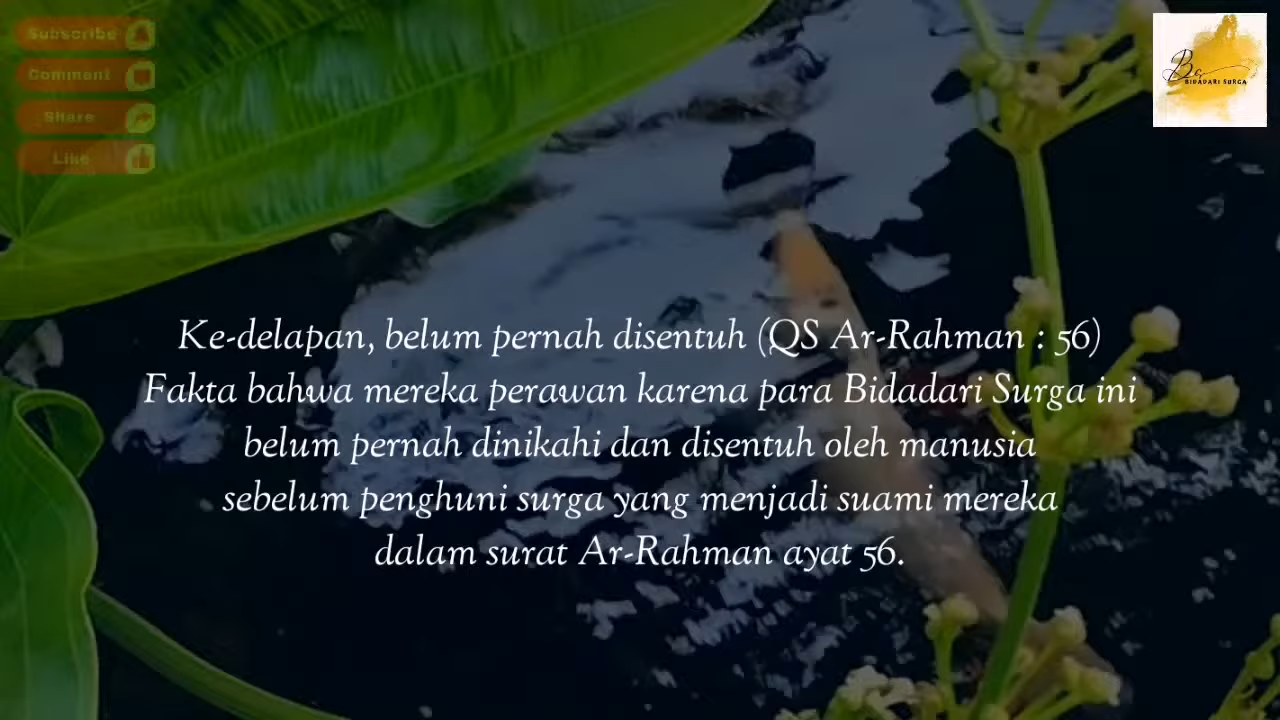 Subscribe
Comment
Share
Like
Bs
BIDADARI SURGA
Ke-delapan, belum pernah disentuh (QS Ar-Rahman : 56)
Fakta bahwa mereka perawan karena para Bidadari Surga ini
belum pernah dinikahi dan disentuh oleh manusia
sebelum penghuni surga yang menjadi suami mereka
dalam surat Ar-Rahman ayat 56.